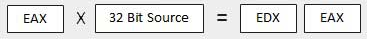 EAX X 32 Bit Source = EDX EAX